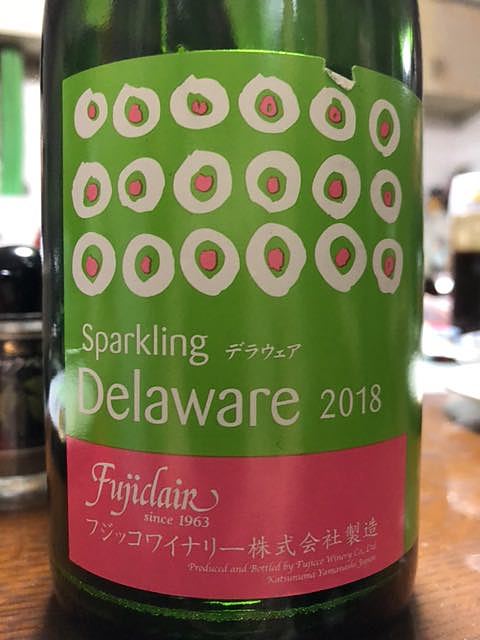 Sparkling デラウェア
Delaware 2018
Fujiclair
since 1963
フジッコワイナリー株式会社製造
Produced and Bottled by Fujicco Winery Co., Ltd.
Katsunuma Yamanashi Japan